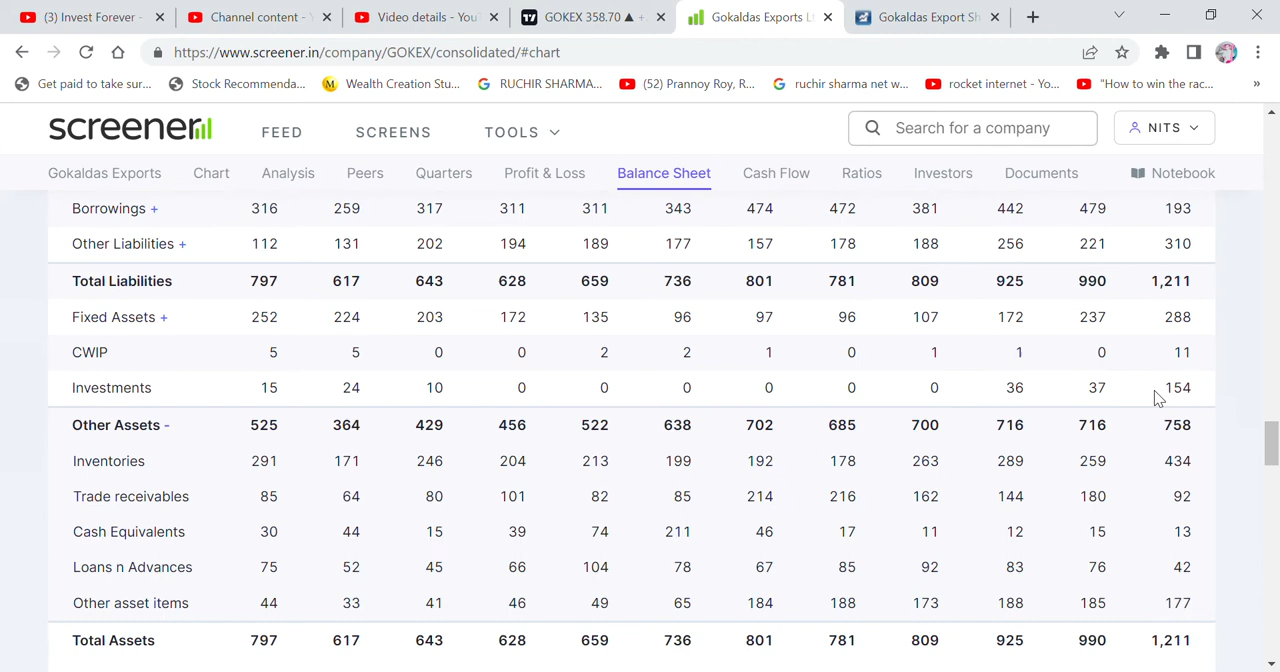 (3) Invest Forever - Channel content - Y Video details - YouT GOKEX 358.70 ▲ + Gokaldas Exports Lt Gokaldas Export Sh
https://www.screener.in/company/GOKEX/consolidated/#chart
Get paid to take sur... Stock Recommenda... M Wealth Creation Stu... RUCHIR SHARMA... (52) Prannoy Roy, R... ruchir sharma net w... rocket internet - Yo... "How to win the rac... »
screener FEED SCREENS TOOLS Search for a company NITS
Gokaldas Exports Chart Analysis Peers Quarters Profit & Loss Balance Sheet Cash Flow Ratios Investors Documents Notebook
Borrowings + 316 259 317 311 311 343 474 472 381 442 479 193
Other Liabilities + 112 131 202 194 189 177 157 178 188 256 221 310
Total Liabilities 797 617 643 628 659 736 801 781 809 925 990 1,211
Fixed Assets + 252 224 203 172 135 96 97 96 107 172 237 288
CWIP 5 5 0 0 2 2 1 0 1 1 0 11
Investments 15 24 10 0 0 0 0 0 0 36 37 154
Other Assets - 525 364 429 456 522 638 702 685 700 716 716 758
Inventories 291 171 246 204 213 199 192 178 263 289 259 434
Trade receivables 85 64 80 101 82 85 214 216 162 144 180 92
Cash Equivalents 30 44 15 39 74 211 46 17 11 12 15 13
Loans n Advances 75 52 45 66 104 78 67 85 92 83 76 42
Other asset items 44 33 41 46 49 65 184 188 173 188 185 177
Total Assets 797 617 643 628 659 736 801 781 809 925 990 1,211